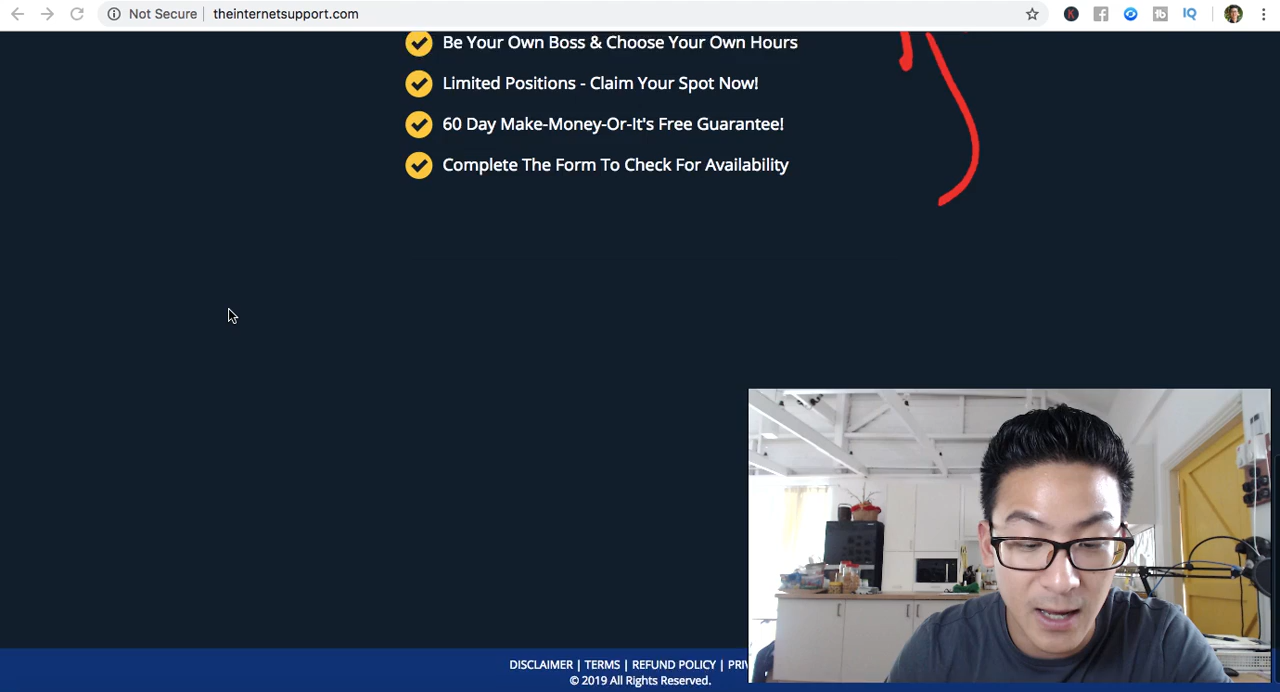 Not Secure
theinternetsupport.com
Be Your Own Boss & Choose Your Own Hours
Limited Positions - Claim Your Spot Now!
60 Day Make-Money-Or-It's Free Guarantee!
Complete The Form To Check For Availability
DISCLAIMER | TERMS | REFUND POLICY |
© 2019 All Rights Reserved.